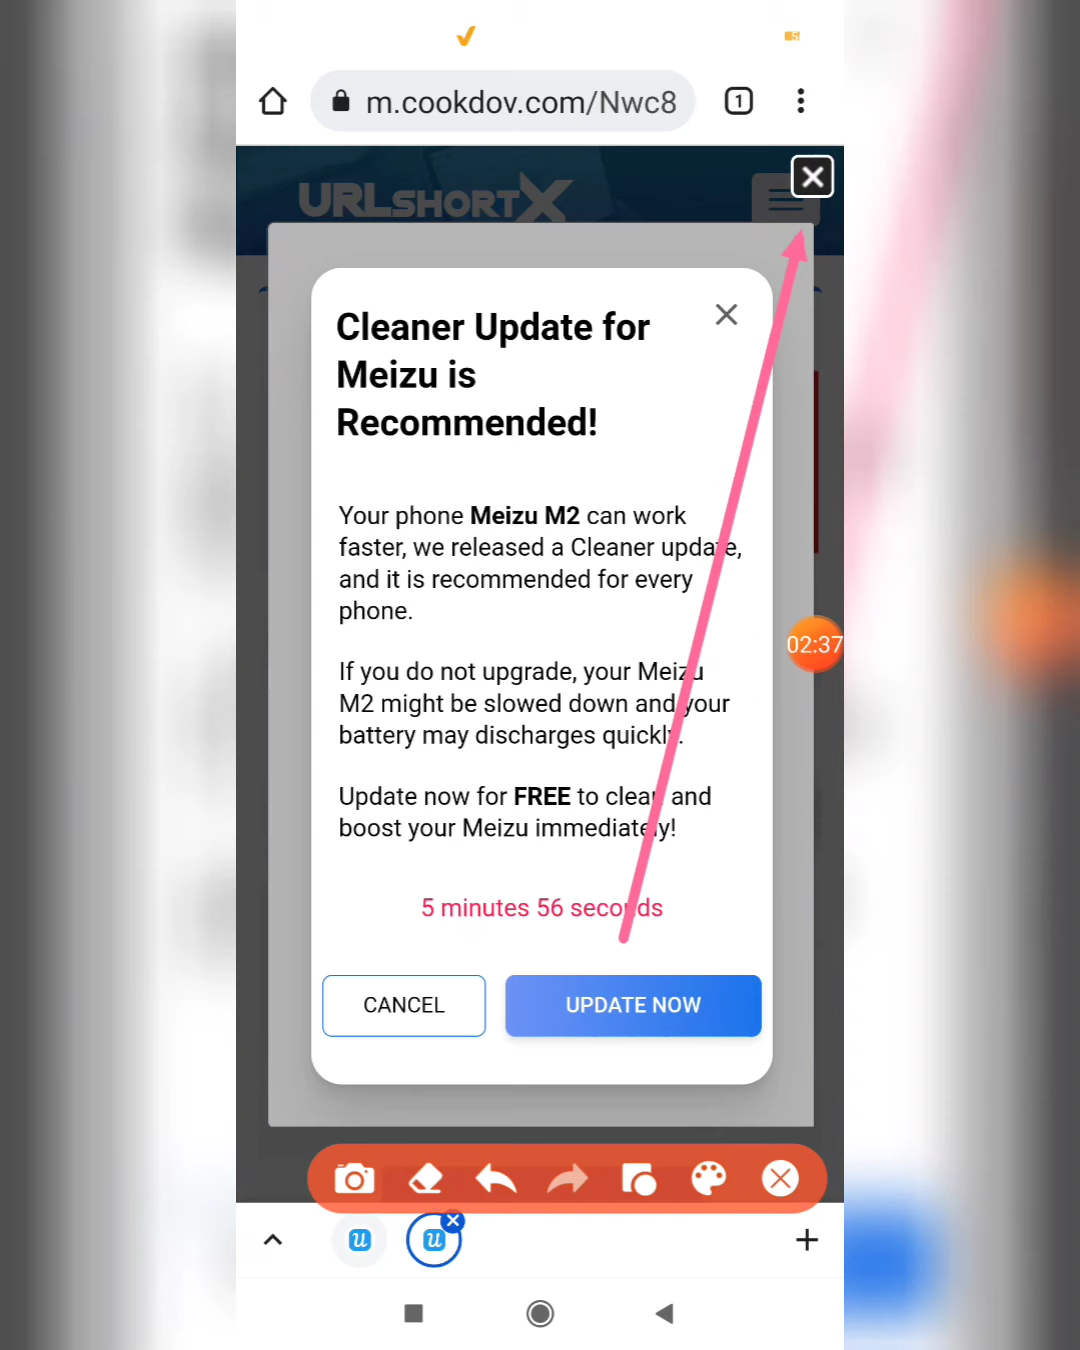 m.cookdov.com/Nwc8
1
URLSHORTX
Cleaner Update for
Meizu is
Recommended!
Your phone Meizu M2 can work
faster, we released a Cleaner update,
and it is recommended for every
phone.
If you do not upgrade, your Meizu
M2 might be slowed down and your
battery may discharges quickly.
Update now for FREE to clean and
boost your Meizu immediately!
02:37
5 minutes 56 seconds
CANCEL
UPDATE NOW
u
u